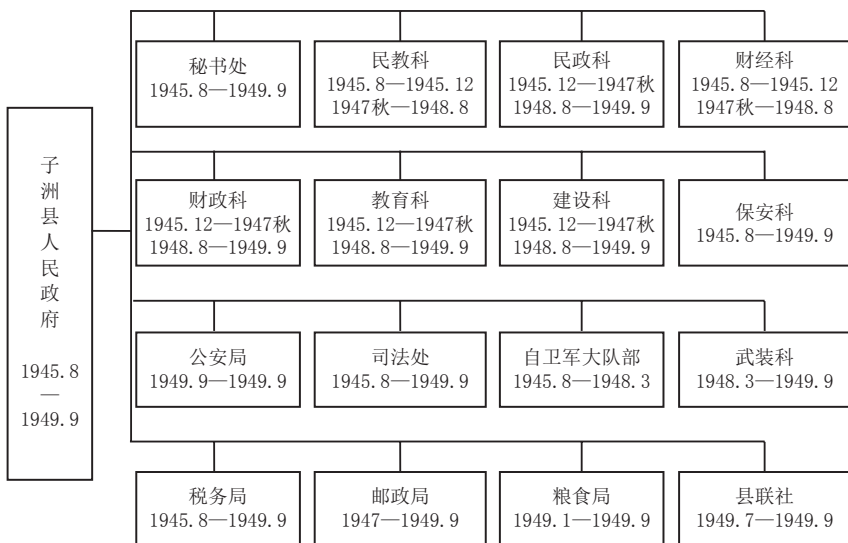 子洲县人民政府
1945.8
—
1949.9
秘书处
1945.8—1949.9
民教科
1945.8—1945.12
1947秋—1948.8
民政科
1945.12—1947秋
1948.8—1949.9
财经科
1945.8—1945.12
1947秋—1948.8
财政科
1945.12—1947秋
1948.8—1949.9
教育科
1945.12—1947秋
1948.8—1949.9
建设科
1945.12—1947秋
1948.8—1949.9
保安科
1945.8—1949.9
公安局
1949.9—1949.9
司法处
1945.8—1949.9
自卫军大队部
1945.8—1948.3
武装科
1948.3—1949.9
税务局
1945.8—1949.9
邮政局
1947—1949.9
粮食局
1949.1—1949.9
县联社
1949.7—1949.9